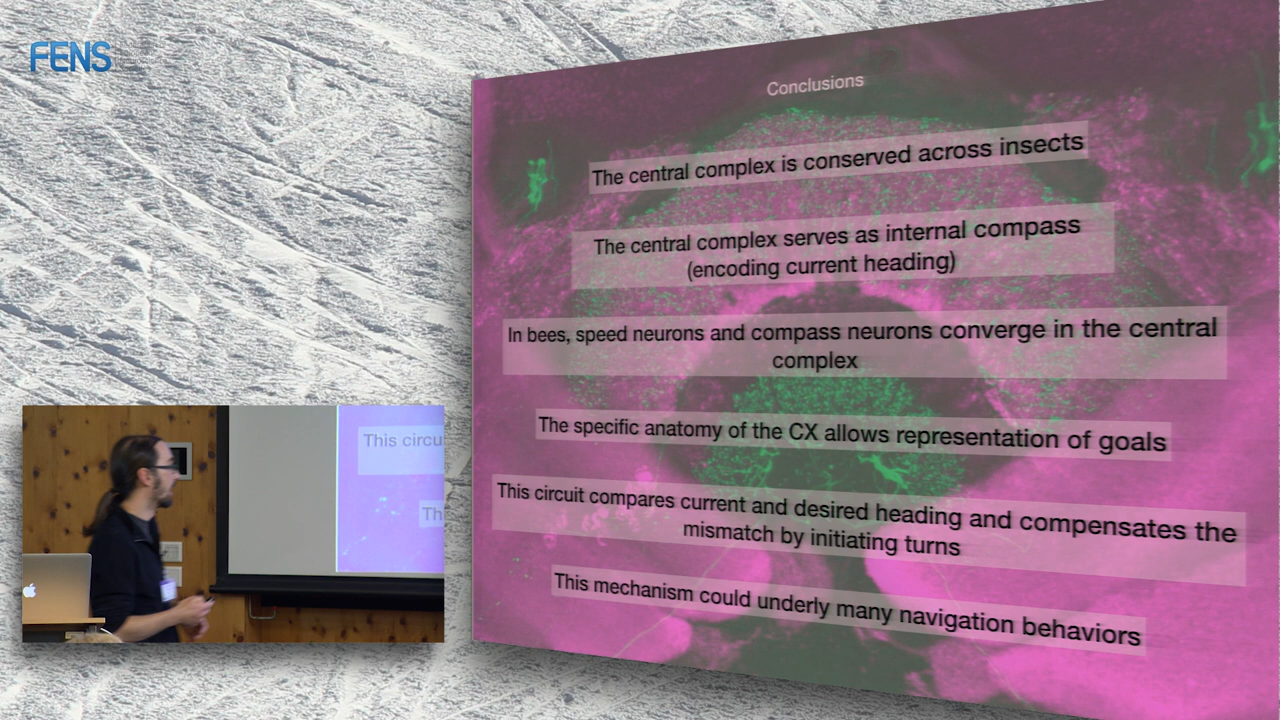 FENS
Conclusions
The central complex is conserved across insects
The central complex serves as internal compass
(encoding current heading)
In bees, speed neurons and compass neurons converge in the central
complex
The specific anatomy of the CX allows representation of goals
This circuit compares current and desired heading and compensates the
mismatch by initiating turns
This mechanism could underly many navigation behaviors
This circu
Th